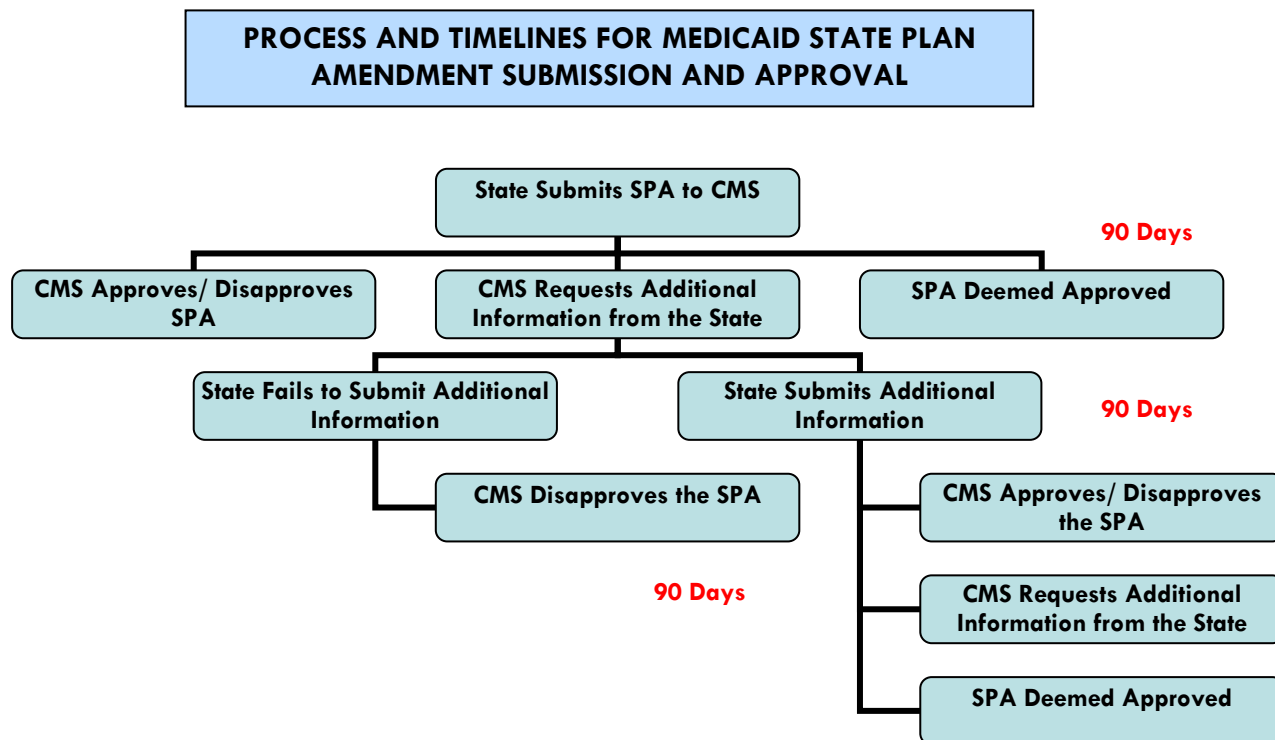 PROCESS AND TIMELINES FOR MEDICAID STATE PLAN
AMENDMENT SUBMISSION AND APPROVAL
State Submits SPA to CMS
90 Days
CMS Approves/ Disapproves
SPA
CMS Requests Additional
Information from the State
SPA Deemed Approved
State Fails to Submit Additional
Information
State Submits Additional
Information
90 Days
CMS Disapproves the SPA
CMS Approves/ Disapproves
the SPA
90 Days
CMS Requests Additional
Information from the State
SPA Deemed Approved